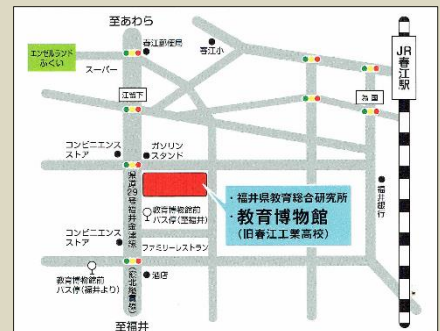 至あわら
エンゼルランド
ふくい
春江郵便局
春江小
スーパー
JR春江駅
江留下
為国
コンビニエンス
ストア
ガソリン
スタンド
県道29号福井金津線
(旧北陸道線)
・福井県教育総合研究所
・教育博物館
(旧春江工業高校)
福井銀行
教育博物館前
バス停(至福井)
コンビニエンス
ストア
ファミリーレストラン
教育博物館前
バス停(福井より)
酒店
至福井